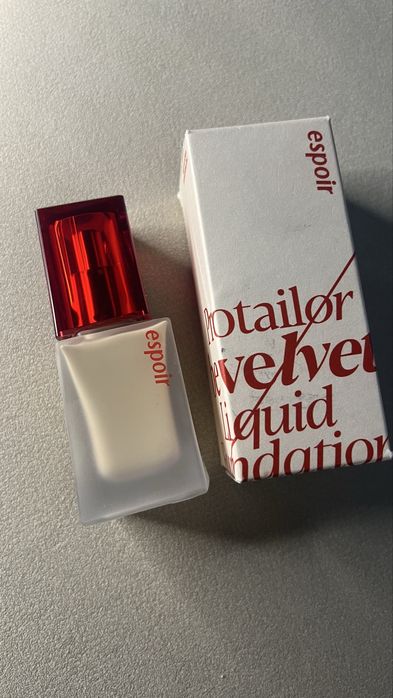 espoir
espoir
otailor
velvet
liquid
ndation